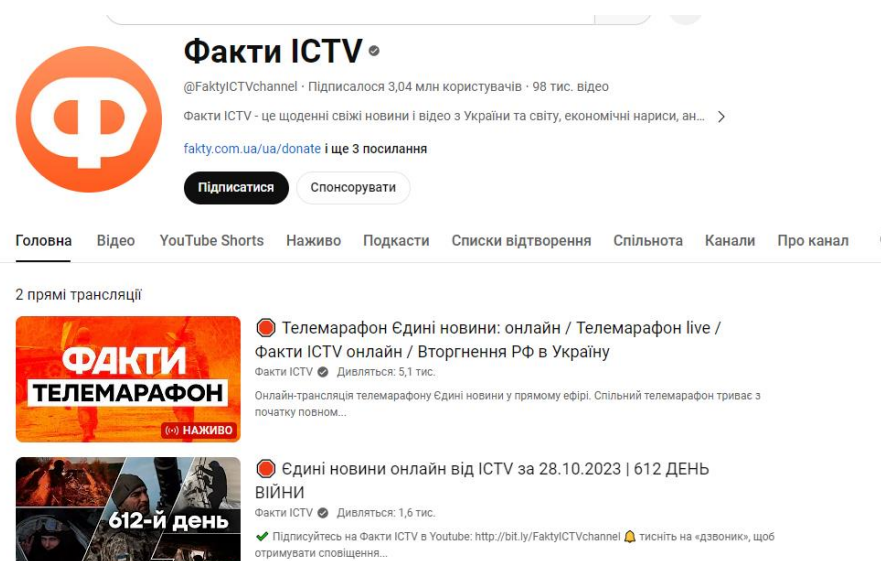 Факти ICTV
@FaktyICTVchannel · Підписалося 3,04 млн користувачів · 98 тис. відео
Факти ICTV - це щоденні свіжі новини і відео з України та світу, економічні нариси, ан...
fakty.com.ua/ua/donate і ще 3 посилання
Підписатися Спонсорувати
Головна Відео YouTube Shorts Наживо Подкасти Списки відтворення Спільнота Канали Про канал
2 прямі трансляції
ФАКТИ
ТЕЛЕМАРАФОН
НАЖИВО
Телемарафон Єдині новини: онлайн / Телемарафон live /
Факти ICTV онлайн / Вторгнення РФ в Україну
Факти ICTV Дивляться: 5,1 тис.
Онлайн-трансляція телемарафону Єдині новини у прямому ефірі. Спільний телемарафон триває з
початку повном...
612-й день
Єдині новини онлайн від ICTV за 28.10.2023 | 612 ДЕНЬ
ВІЙНИ
Факти ICTV Дивляться: 1,6 тис.
✔ Підписуйтесь на Факти ICTV в Youtube: http://bit.ly/FaktyICTVchannel 🔔 тисніть на «дзвоник», щоб
отримувати сповіщення...